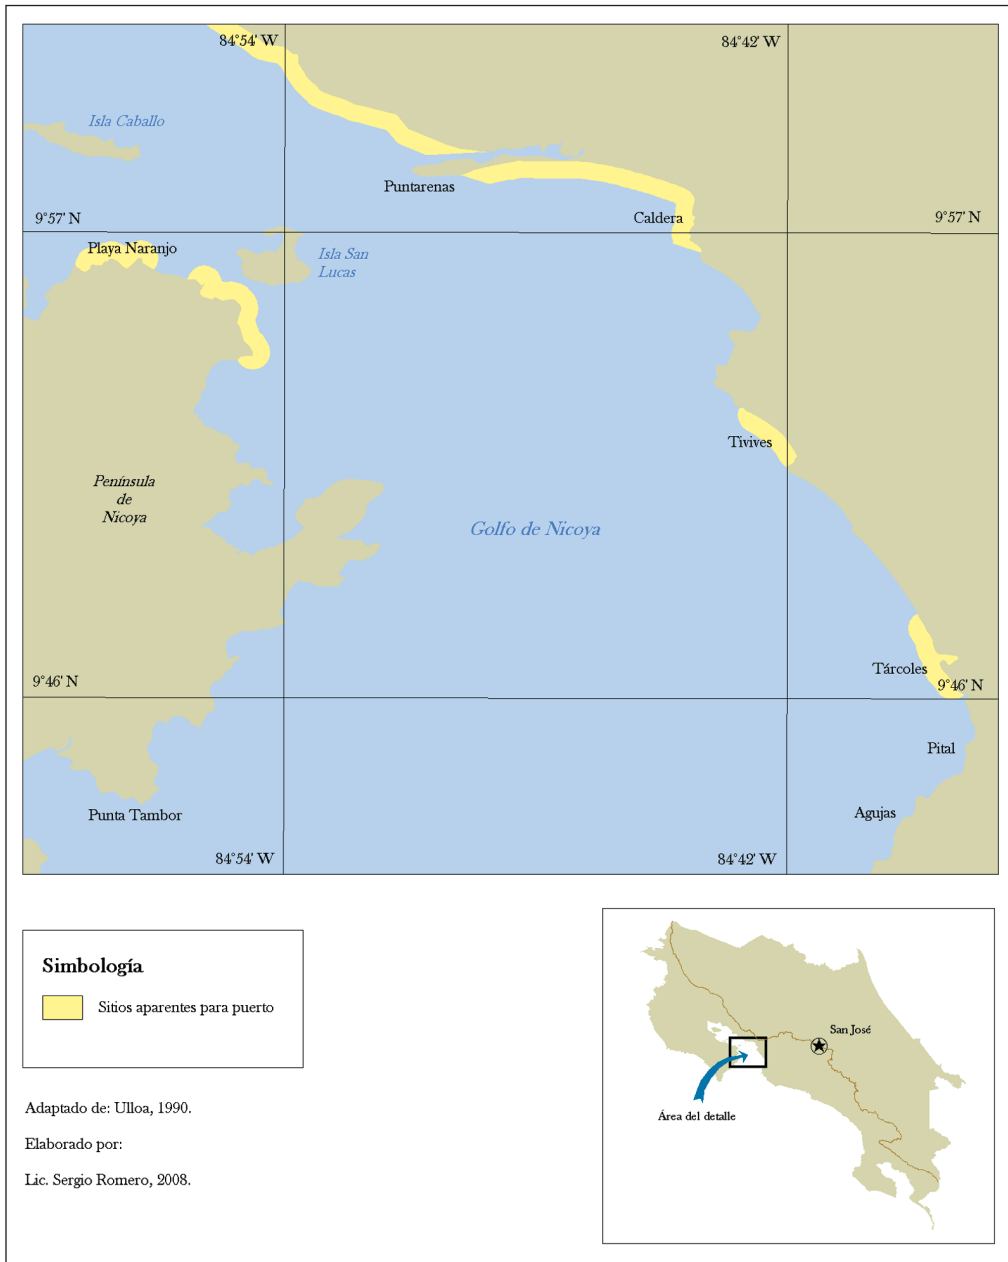 84°54' W
84°42' W
Isla Caballo
Puntarenas
9°57' N
Caldera
9°57' N
Playa Naranjo
Isla San
Lucas
Tivives
Península
de
Nicoya
Golfo de Nicoya
Tárcoles
9°46' N
9°46' N
Pital
Punta Tambor
Agujas
84°54' W
84°42' W
Simbología
Sitios aparentes para puerto
San José
Área del detalle
Adaptado de: Ulloa, 1990.
Elaborado por:
Lic. Sergio Romero, 2008.